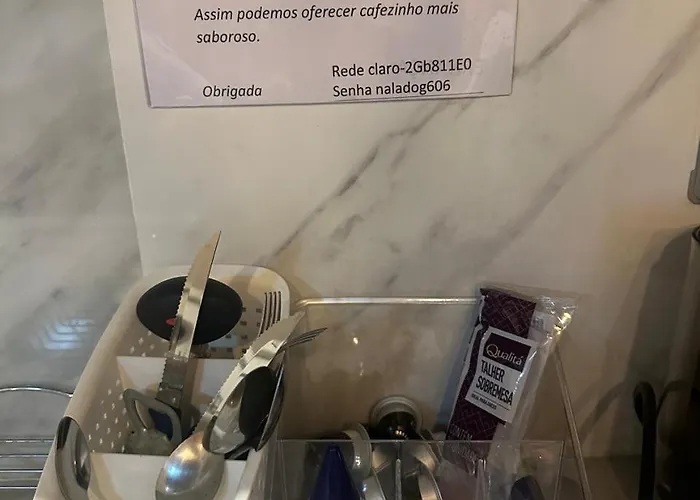 Assim podemos oferecer cafezinho mais
saboroso.
Rede claro-2Gb811E0
Obrigada Senha naladog606
Qualitá
TALHER
SOBREMESA